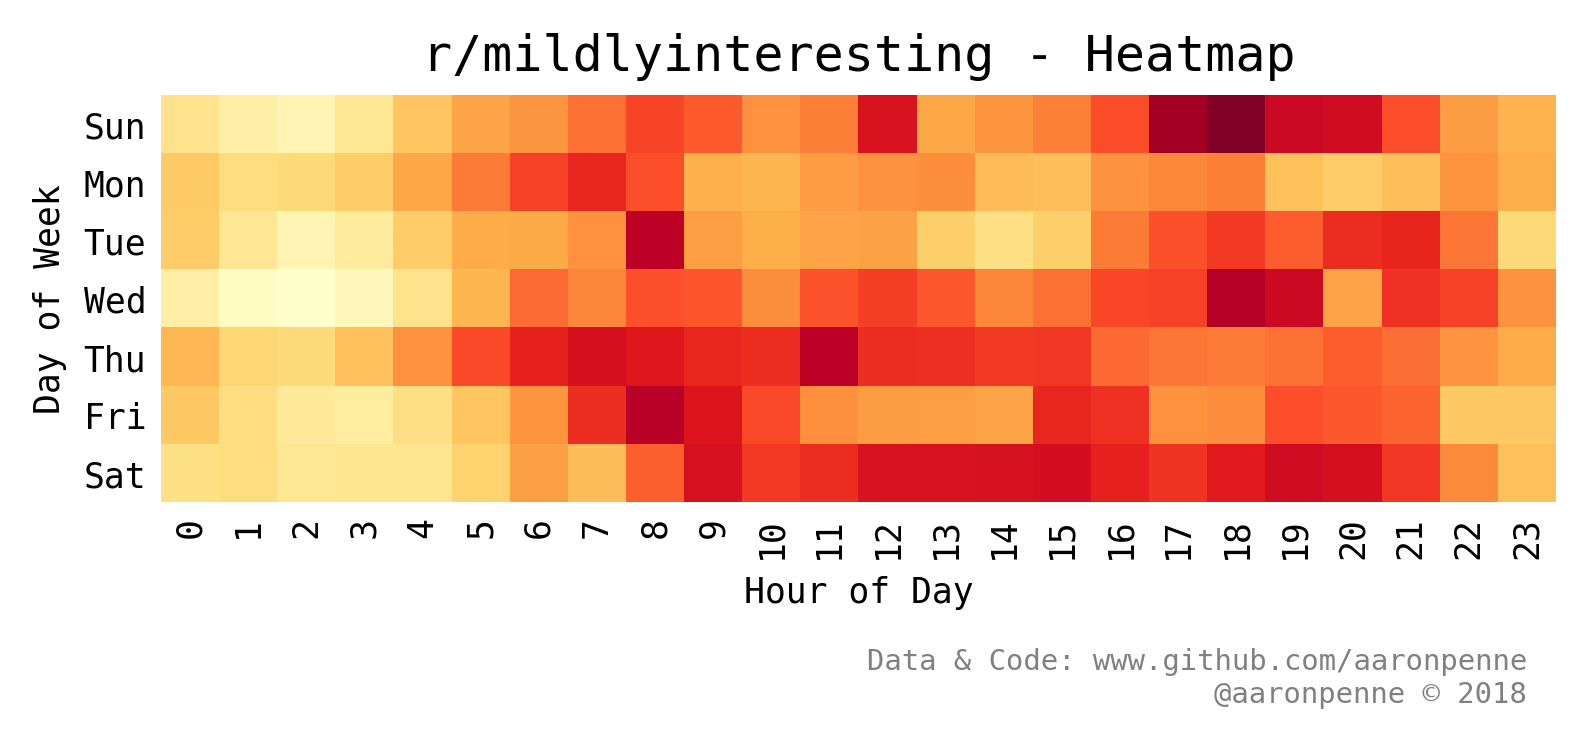 r/mildlyinteresting - Heatmap
Day of Week
Sun
Mon
Tue
Wed
Thu
Fri
Sat
0 1 2 3 4 5 6 7 8 9 10 11 12 13 14 15 16 17 18 19 20 21 22 23
Hour of Day
Data & Code: www.github.com/aaronpenne
@aaronpenne © 2018